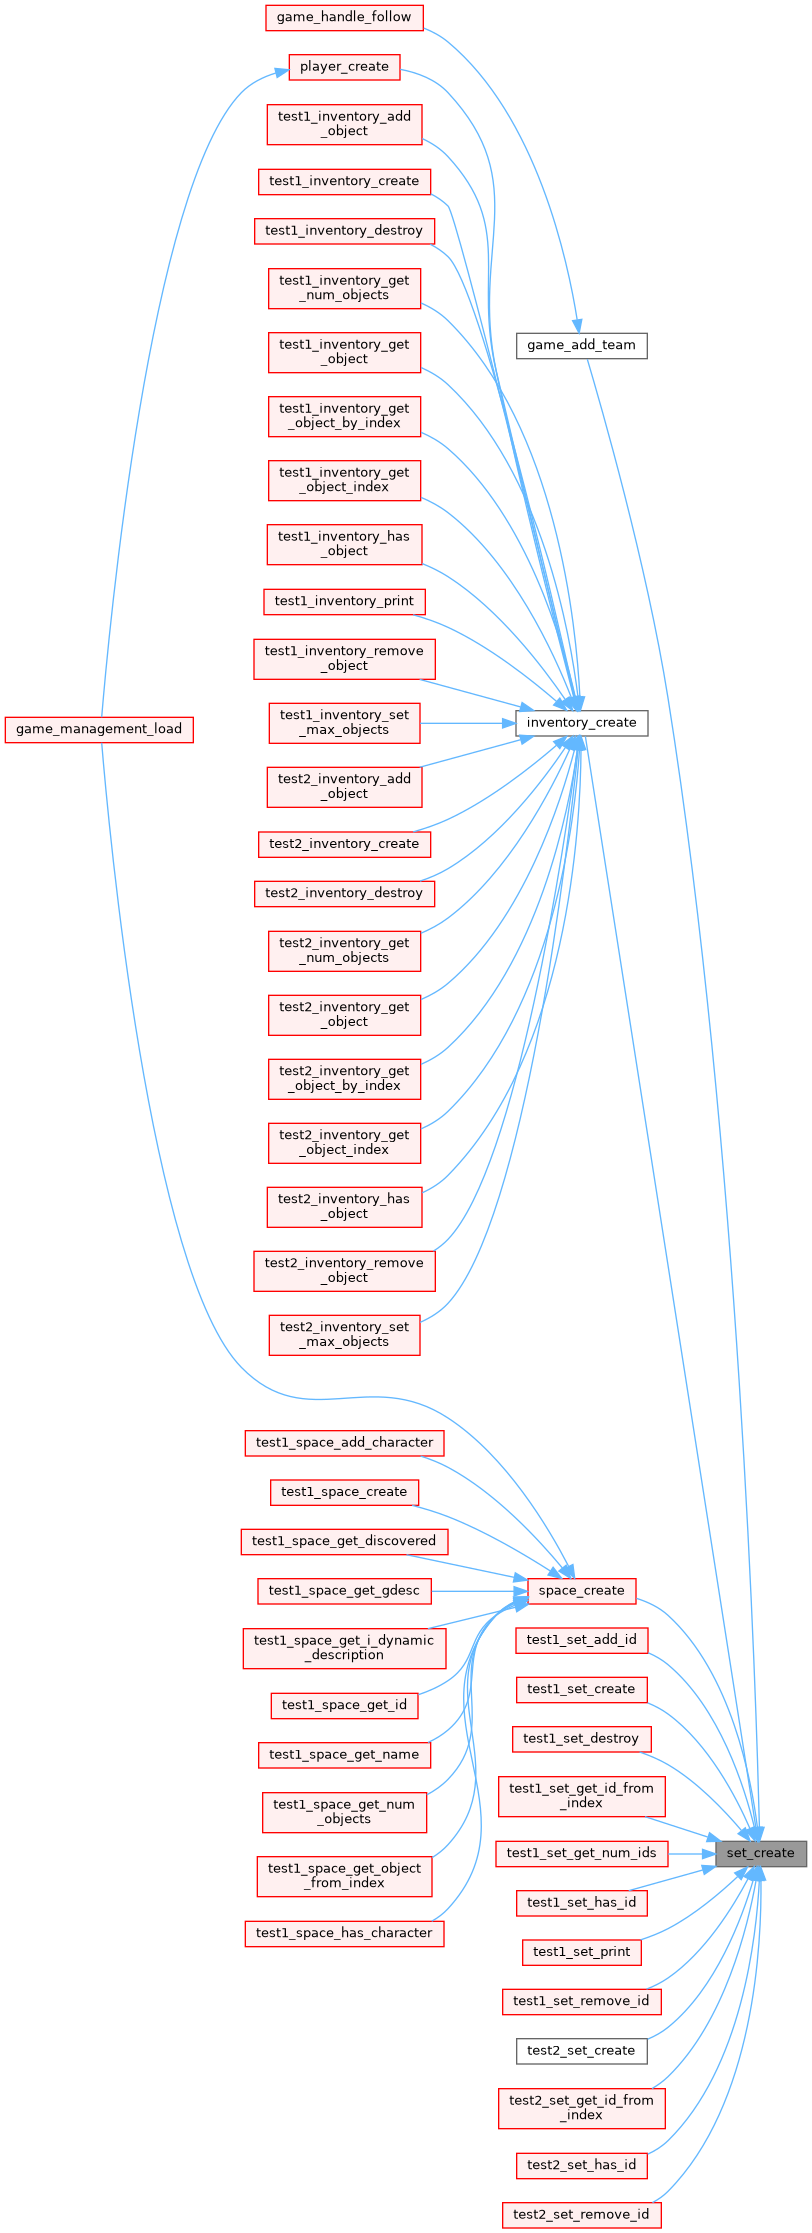 game_handle_follow
player_create
test1_inventory_add
_object
test1_inventory_create
test1_inventory_destroy
test1_inventory_get
_num_objects
test1_inventory_get
_object
game_add_team
test1_inventory_get
_object_by_index
test1_inventory_get
_object_index
test1_inventory_has
_object
test1_inventory_print
test1_inventory_remove
_object
game_management_load
test1_inventory_set
_max_objects
inventory_create
test2_inventory_add
_object
test2_inventory_create
test2_inventory_destroy
test2_inventory_get
_num_objects
test2_inventory_get
_object
test2_inventory_get
_object_by_index
test2_inventory_get
_object_index
test2_inventory_has
_object
test2_inventory_remove
_object
test2_inventory_set
_max_objects
test1_space_add_character
test1_space_create
test1_space_get_discovered
test1_space_get_gdesc
space_create
test1_space_get_i_dynamic
_description
test1_space_get_id
test1_space_get_name
test1_space_get_num
_objects
test1_space_get_object
_from_index
test1_space_has_character
test1_set_add_id
test1_set_create
test1_set_destroy
test1_set_get_id_from
_index
test1_set_get_num_ids
set_create
test1_set_has_id
test1_set_print
test1_set_remove_id
test2_set_create
test2_set_get_id_from
_index
test2_set_has_id
test2_set_remove_id